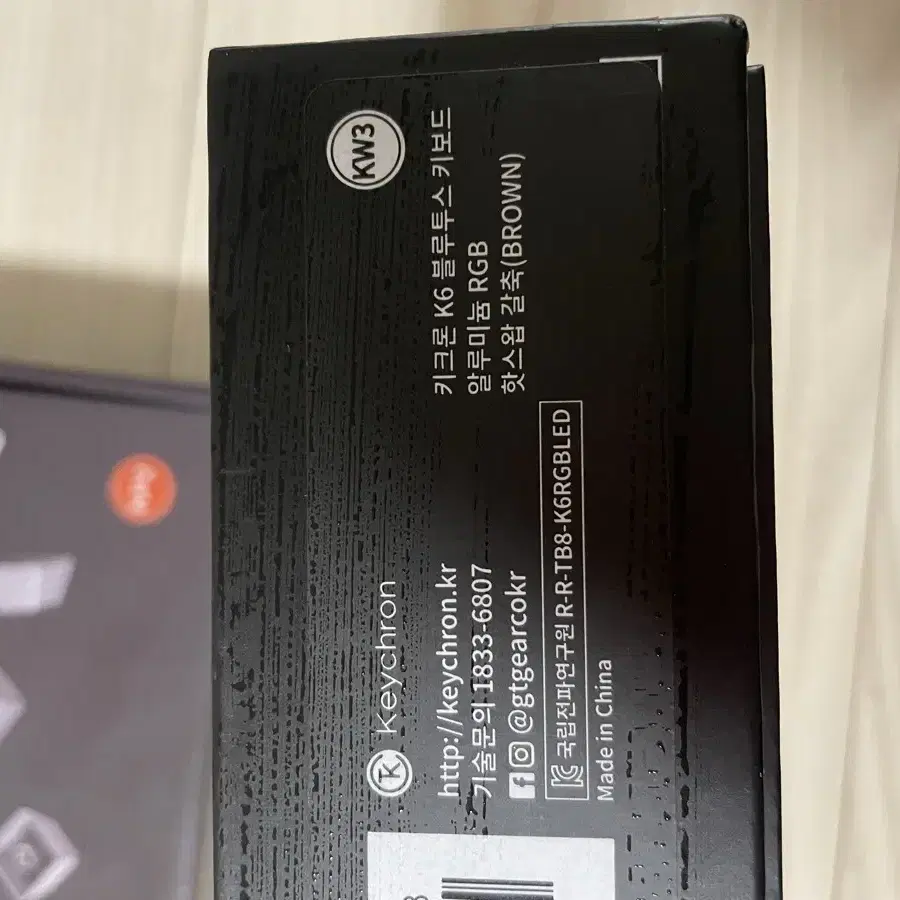 KW3
키크론 K6 블루투스 키보드
알루미늄 RGB
핫스왑 갈축(BROWN)
K Keychron
http://keychron.kr
기술문의 1833-6807
@gtgearcokr
국립전파연구원 R-R-TB8-K6RGBLED
Made in China
8